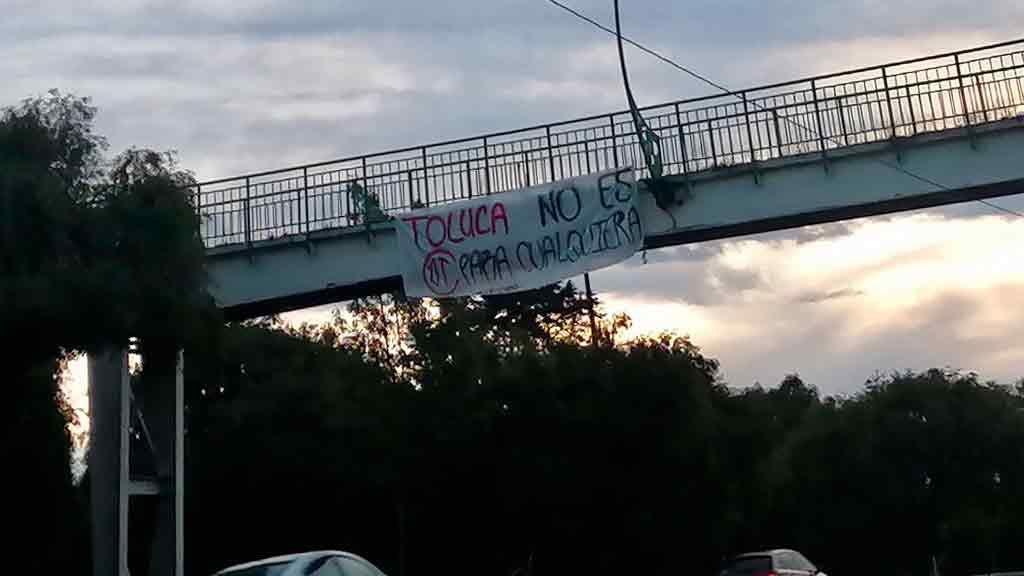 TOLUCA NO ES
PARA CUALQUIERA